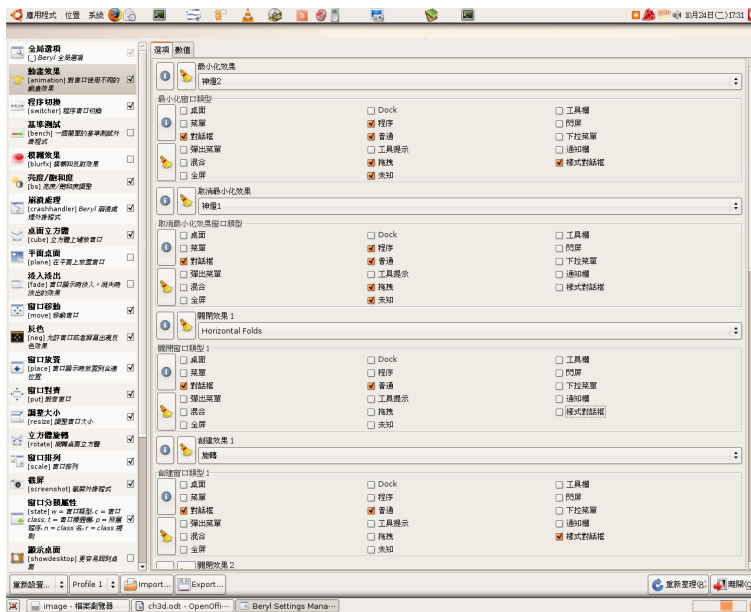 應用程式 位置 系統
10月24日(二)17:31
全局選項
[_] Beryl 全局選項
動畫效果
[animation] 對窗口使用不同的動畫效果
程序切換
[switcher] 程序窗口切換
基準測試
[bench] 一個簡單的基準測試外掛程式
模糊效果
[blurfx] 模糊和反射效果
亮度/飽和度
[bs] 亮度/飽和度調整
崩潰處理
[crashhandler] Beryl 崩潰處理外掛程式
桌面立方體
[cube] 立方體上鋪放窗口
平面桌面
[plane] 在平面上放置窗口
淡入淡出
[fade] 窗口顯示時淡入，消失時淡出的效果
窗口移動
[move] 移動窗口
反色
[neg] 允許窗口或者屏幕出現反色效果
窗口放置
[place] 窗口顯示時放置到合適位置
窗口對齊
[put] 對齊窗口
調整大小
[resize] 調整窗口大小
立方體旋轉
[rotate] 旋轉桌面立方體
窗口排列
[scale] 窗口排列
截屏
[screenshot] 截屏外掛程式
窗口分類屬性
[state] w = 窗口類型, c = 窗口
class, t = 窗口標題欄, p = 所屬
程序, n = class 名, r = class 規
則
顯示桌面
[showdesktop] 更容易回到桌面
選項 數值
最小化效果
神燈2
最小化窗口類型
桌面 Dock 工具欄
菜單 程序 閃屏
對話框 普通 下拉菜單
彈出菜單 工具提示 通知欄
混合 拖拽 模式對話框
全屏 未知
取消最小化效果
神燈1
取消最小化效果窗口類型
桌面 Dock 工具欄
菜單 程序 閃屏
對話框 普通 下拉菜單
彈出菜單 工具提示 通知欄
混合 拖拽 模式對話框
全屏 未知
關閉效果 1
Horizontal Folds
關閉窗口類型 1
桌面 Dock 工具欄
菜單 程序 閃屏
對話框 普通 下拉菜單
彈出菜單 工具提示 通知欄
混合 拖拽 模式對話框
全屏 未知
創建效果 1
旋轉
創建窗口類型 1
桌面 Dock 工具欄
菜單 程序 閃屏
對話框 普通 下拉菜單
彈出菜單 工具提示 通知欄
混合 拖拽 模式對話框
全屏 未知
關閉效果 2
重新設置... Profile 1 Import... Export... 重新整理(R) 離開(Q
image - 檔案瀏覽器 ch3d.odt - OpenOffi··· Beryl Settings Mana···